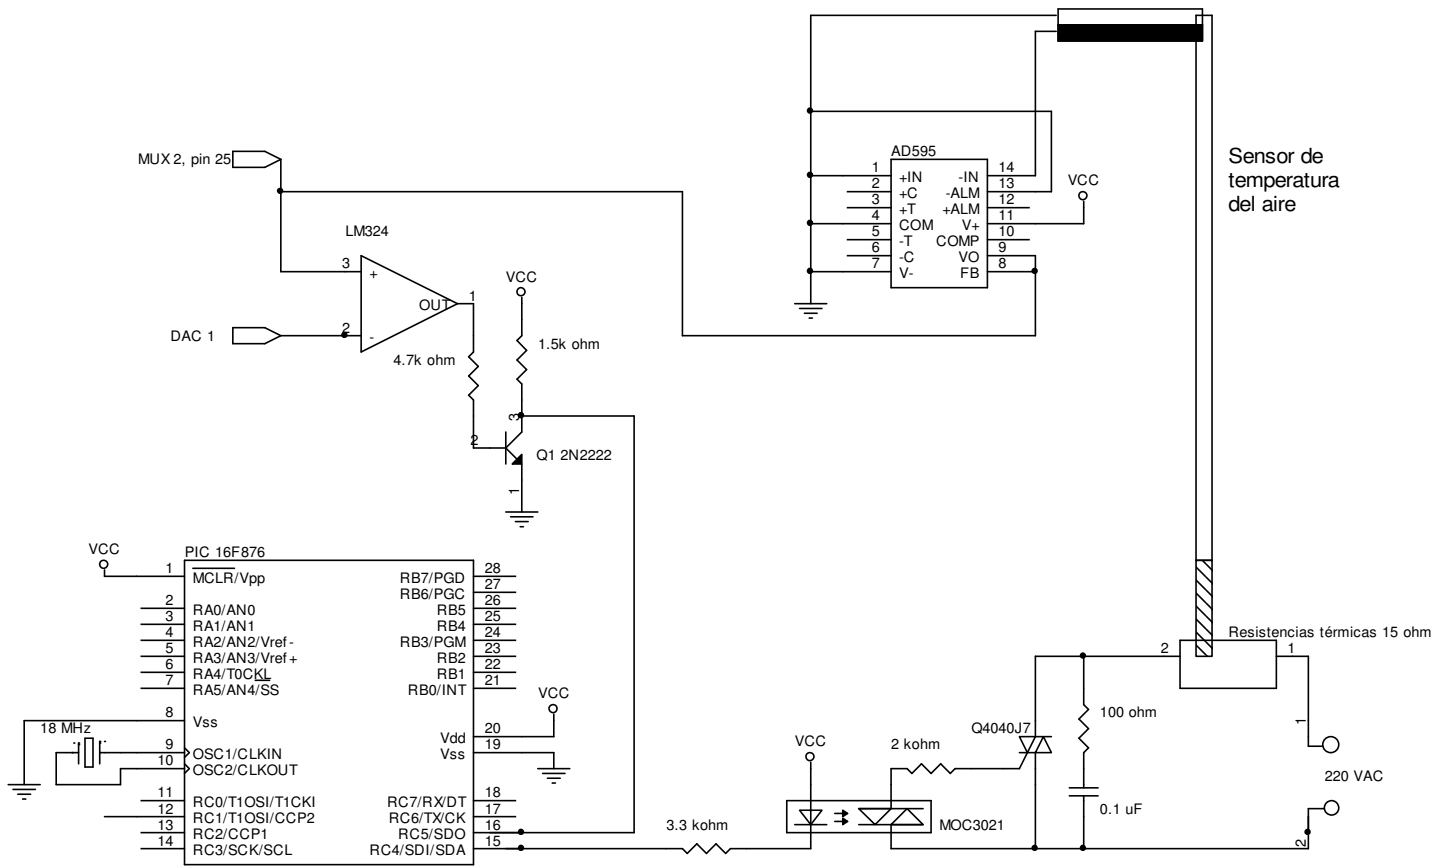 MUX 2, pin 25
LM324
3
+
OUT
1
DAC 1
2
-
4.7k ohm
VCC
1.5k ohm
3
2
Q1 2N2222
1
AD595
1 +IN -IN 14
2 +C -ALM 13
3 +T +ALM 12
4 COM V+ 11
5 -T COMP 10
6 -C VO 9
7 V- FB 8
VCC
Sensor de
temperatura
del aire
VCC
PIC 16F876
1 MCLR/Vpp RB7/PGD 28
RB6/PGC 27
2 RA0/AN0 RB5 26
3 RA1/AN1 RB4 25
4 RA2/AN2/Vref- RB3/PGM 24
5 RA3/AN3/Vref+ RB2 23
6 RA4/T0CKL RB1 22
7 RA5/AN4/SS RB0/INT 21
VCC
8 Vss
Vdd 20
18 MHz
9 OSC1/CLKIN Vss 19
10 OSC2/CLKOUT
11 RC0/T1OSI/T1CKI RC7/RX/DT 18
12 RC1/T1OSI/CCP2 RC6/TX/CK 17
13 RC2/CCP1 RC5/SDO 16
14 RC3/SCK/SCL RC4/SDI/SDA 15
3.3 kohm
VCC
MOC3021
2 kohm
Q4040J7
100 ohm
0.1 uF
Resistencias térmicas 15 ohm
2
1
1
220 VAC
2